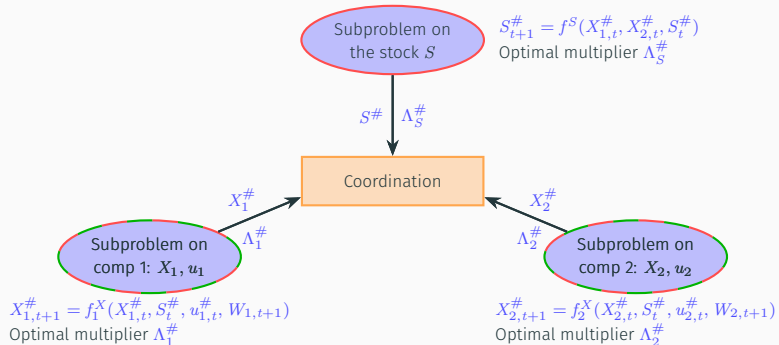 Subproblem on
the stock S
S^#_{t+1} = f^S(X^#_{1,t}, X^#_{2,t}, S^#_t)
Optimal multiplier Λ^#_S
S^# Λ^#_S
Coordination
X^#_1
Λ^#_1
X^#_2
Λ^#_2
Subproblem on
comp 1: X_1, u_1
X^#_{1,t+1} = f^X_1(X^#_{1,t}, S^#_t, u^#_{1,t}, W_{1,t+1})
Optimal multiplier Λ^#_1
Subproblem on
comp 2: X_2, u_2
X^#_{2,t+1} = f^X_2(X^#_{2,t}, S^#_t, u^#_{2,t}, W_{2,t+1})
Optimal multiplier Λ^#_2